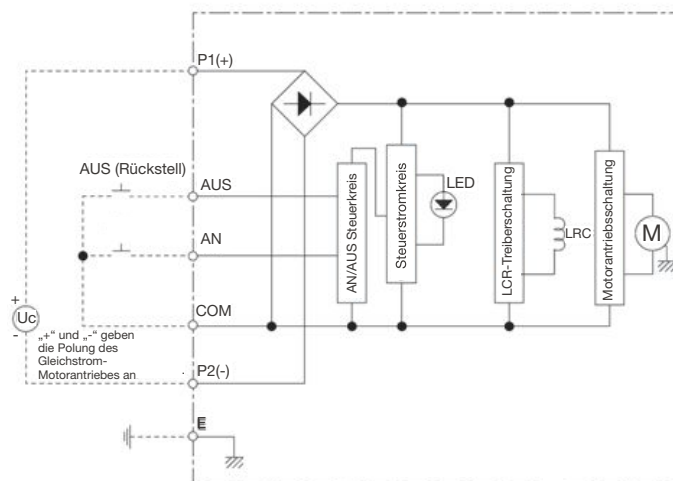 P1(+)
AUS (Rückstell)
AUS
AN
COM
+
Uc
-
„+“ und „-“ geben
die Polung des
Gleichstrom-
Motorantriebes an
P2(-)
E
AN/AUS Steuerkreis
Steuerstromkreis
LED
LCR-Treiberschaltung
LRC
Motorantriebsschaltung
M